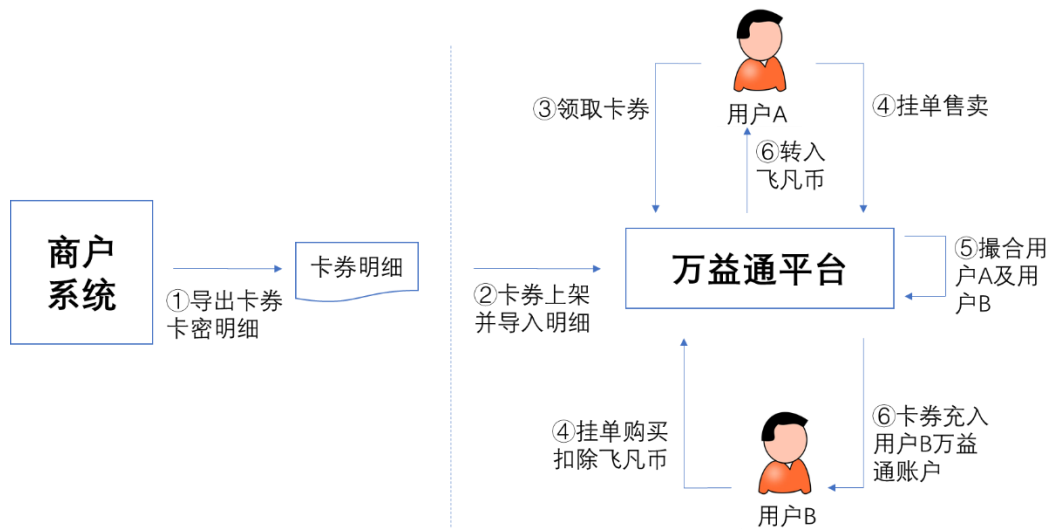 商户
系统
①导出卡券
卡密明细
卡券明细
②卡券上架
并导入明细
③领取卡券
用户A
④挂单售卖
⑥转入
飞凡币
万益通平台
⑤撮合用
户A及用
户B
④挂单购买
扣除飞凡币
⑥卡券充入
用户B万益
通账户
用户B